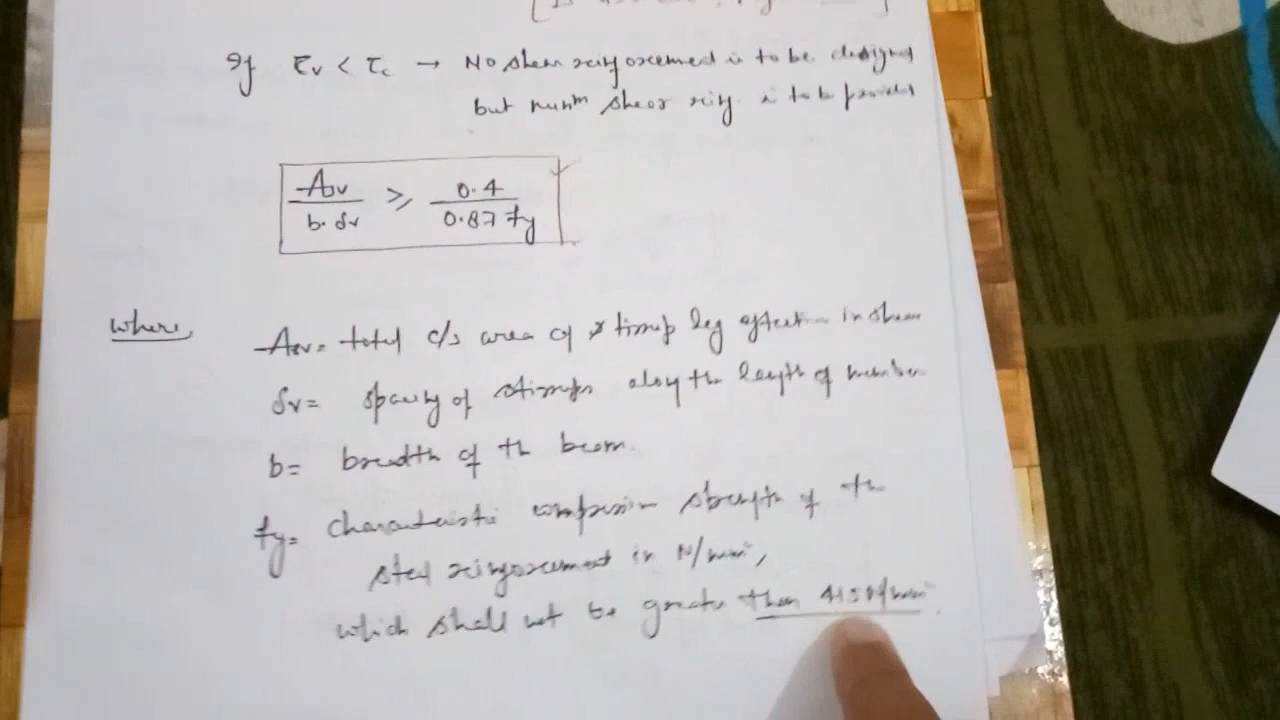 If τv < τc → No shear reinforcement is to be designed
but minm shear rein. is to be provided
Asv / b. Sv ≥ 0.4 / 0.87 fy
where,
Asv = total c/s area of stirrup leg effective in shear
Sv = spacing of stirrups along the length of member
b = breadth of th beam.
fy = characteristic compression strength of the
steel reinforcement in N/mm²,
which shall not be greater than 415 N/mm².